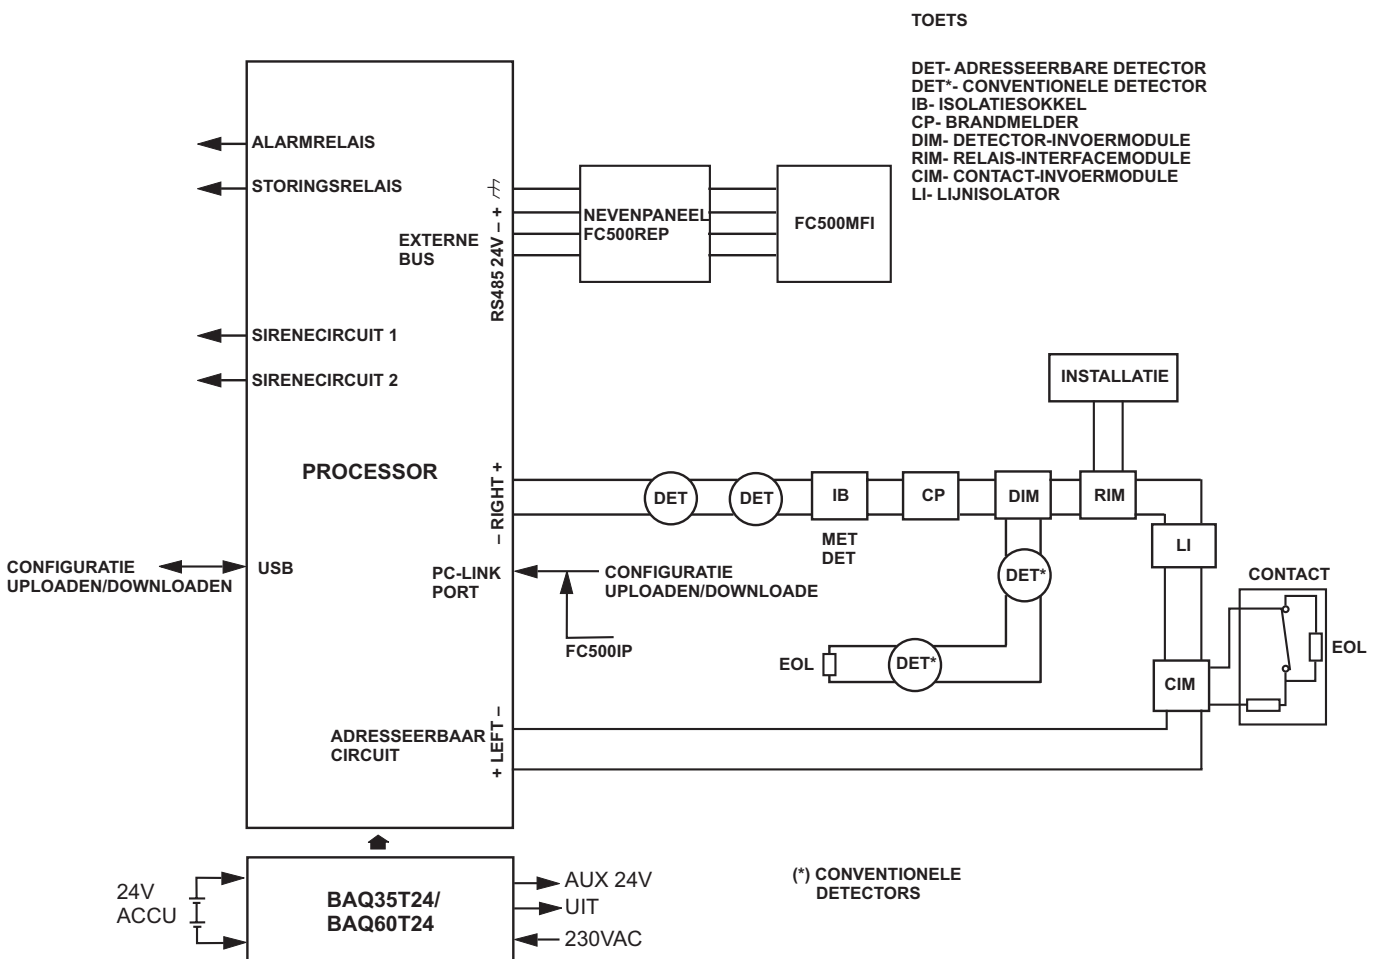 TOETS
DET- ADRESSEERBARE DETECTOR
DET*- CONVENTIONELE DETECTOR
IB- ISOLATIESOKKEL
CP- BRANDMELDER
DIM- DETECTOR-INVOERMODULE
RIM- RELAIS-INTERFACEMODULE
CIM- CONTACT-INVOERMODULE
LI- LIJNISOLATOR
ALARMRELAIS
STORINGSRELAIS
EXTERNE
BUS
RS485 24V – +
NEVENPANEEL
FC500REP
FC500MFI
SIRENECIRCUIT 1
SIRENECIRCUIT 2
INSTALLATIE
PROCESSOR
– RIGHT +
DET
DET
IB
CP
DIM
RIM
MET
DET
LI
CONFIGURATIE
UPLOADEN/DOWNLOADEN
USB
PC-LINK
PORT
CONFIGURATIE
UPLOADEN/DOWNLOADE
FC500IP
DET*
CONTACT
EOL
DET*
EOL
CIM
ADRESSEERBAAR
CIRCUIT
+ LEFT –
24V
ACCU
BAQ35T24/
BAQ60T24
AUX 24V
UIT
230VAC
(*) CONVENTIONELE
DETECTORS